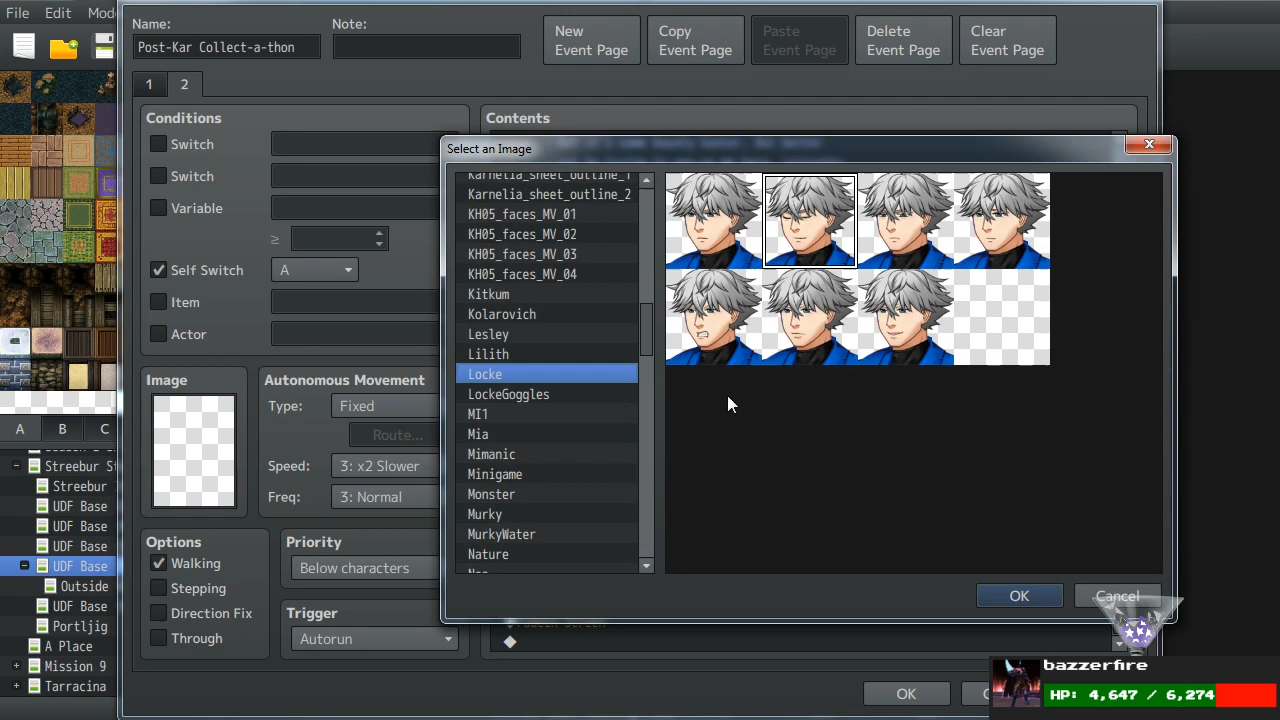 File Edit Mod
Name:
Note:
Post-Kar Collect-a-thon
New
Event Page
Copy
Event Page
Paste
Event Page
Delete
Event Page
Clear
Event Page
1 2
Conditions
Switch
Switch
Variable
≥
Self Switch A
Item
Actor
Contents
Image
Autonomous Movement
Type: Fixed
Route...
Speed: 3: x2 Slower
Freq: 3: Normal
Options
Walking
Stepping
Direction Fix
Through
Priority
Below characters
Trigger
Autorun
Select an Image
Karnelia_sheet_outline_1
Karnelia_sheet_outline_2
KH05_faces_MV_01
KH05_faces_MV_02
KH05_faces_MV_03
KH05_faces_MV_04
Kitkum
Kolarovich
Lesley
Lilith
Locke
LockeGoggles
MI1
Mia
Mimanic
Minigame
Monster
Murky
MurkyWater
Nature
OK
Cancel
OK
A B C
Streebur St
Streebur
UDF Base
UDF Base
UDF Base
UDF Base
Outside
UDF Base
Portljig
A Place
Mission 9
Tarracina
bazzerfire
HP: 4,647 / 6,274